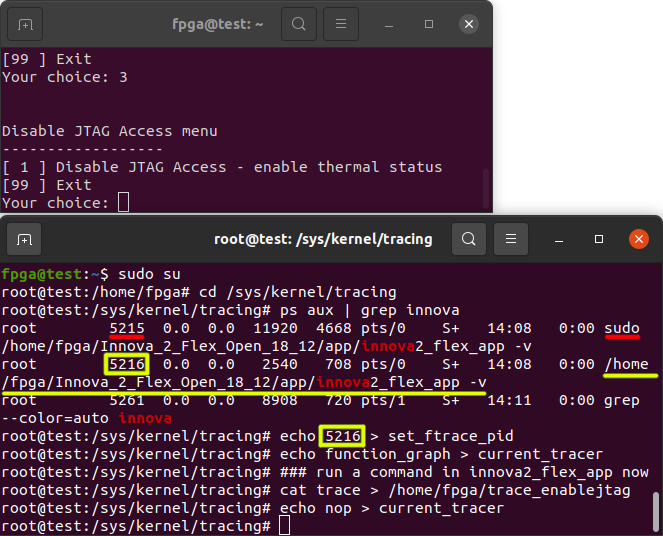 fpga@test: ~
[99 ] Exit
Your choice: 3
Disable JTAG Access menu
------------------
[ 1 ] Disable JTAG Access - enable thermal status
[99 ] Exit
Your choice:
root@test: /sys/kernel/tracing
fpga@test:~$ sudo su
root@test:/home/fpga# cd /sys/kernel/tracing
root@test:/sys/kernel/tracing# ps aux | grep innova
root 5215 0.0 0.0 11920 4668 pts/0 S+ 14:08 0:00 sudo
/home/fpga/Innova_2_Flex_Open_18_12/app/innova2_flex_app -v
root 5216 0.0 0.0 2540 708 pts/0 S+ 14:08 0:00 /home
/fpga/Innova_2_Flex_Open_18_12/app/innova2_flex_app -v
root 5261 0.0 0.0 8908 720 pts/1 S+ 14:11 0:00 grep
--color=auto innova
root@test:/sys/kernel/tracing# echo 5216 > set_ftrace_pid
root@test:/sys/kernel/tracing# echo function_graph > current_tracer
root@test:/sys/kernel/tracing# ### run a command in innova2_flex_app now
root@test:/sys/kernel/tracing# cat trace > /home/fpga/trace_enablejtag
root@test:/sys/kernel/tracing# echo nop > current_tracer
root@test:/sys/kernel/tracing#